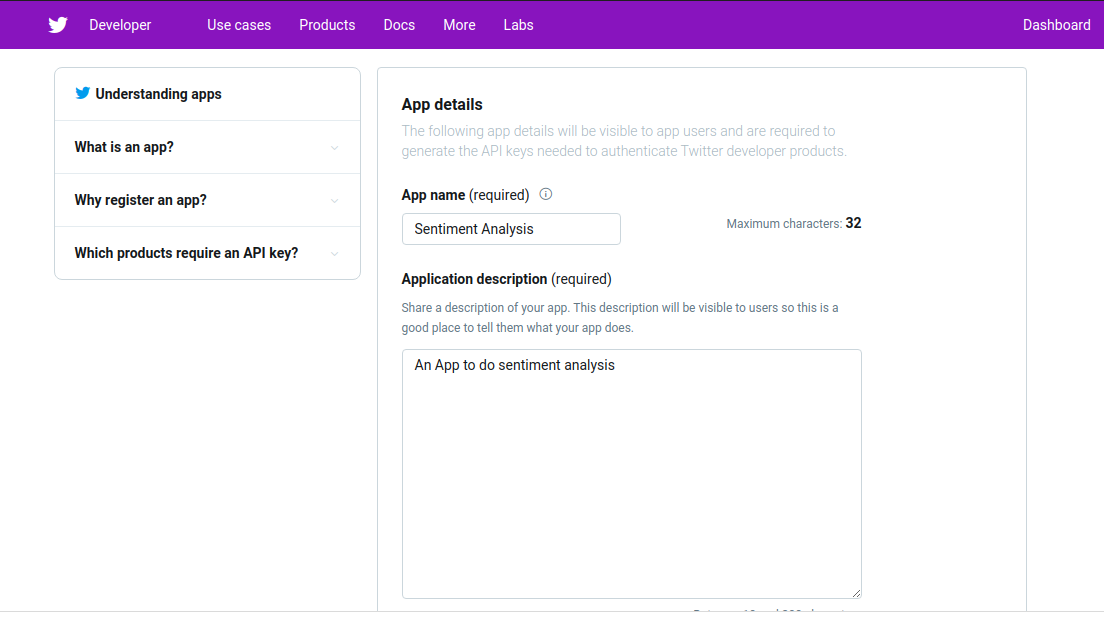 Developer Use cases Products Docs More Labs Dashboard
Understanding apps
What is an app?
Why register an app?
Which products require an API key?
App details
The following app details will be visible to app users and are required to
generate the API keys needed to authenticate Twitter developer products.
App name (required)
Sentiment Analysis
Maximum characters: 32
Application description (required)
Share a description of your app. This description will be visible to users so this is a
good place to tell them what your app does.
An App to do sentiment analysis